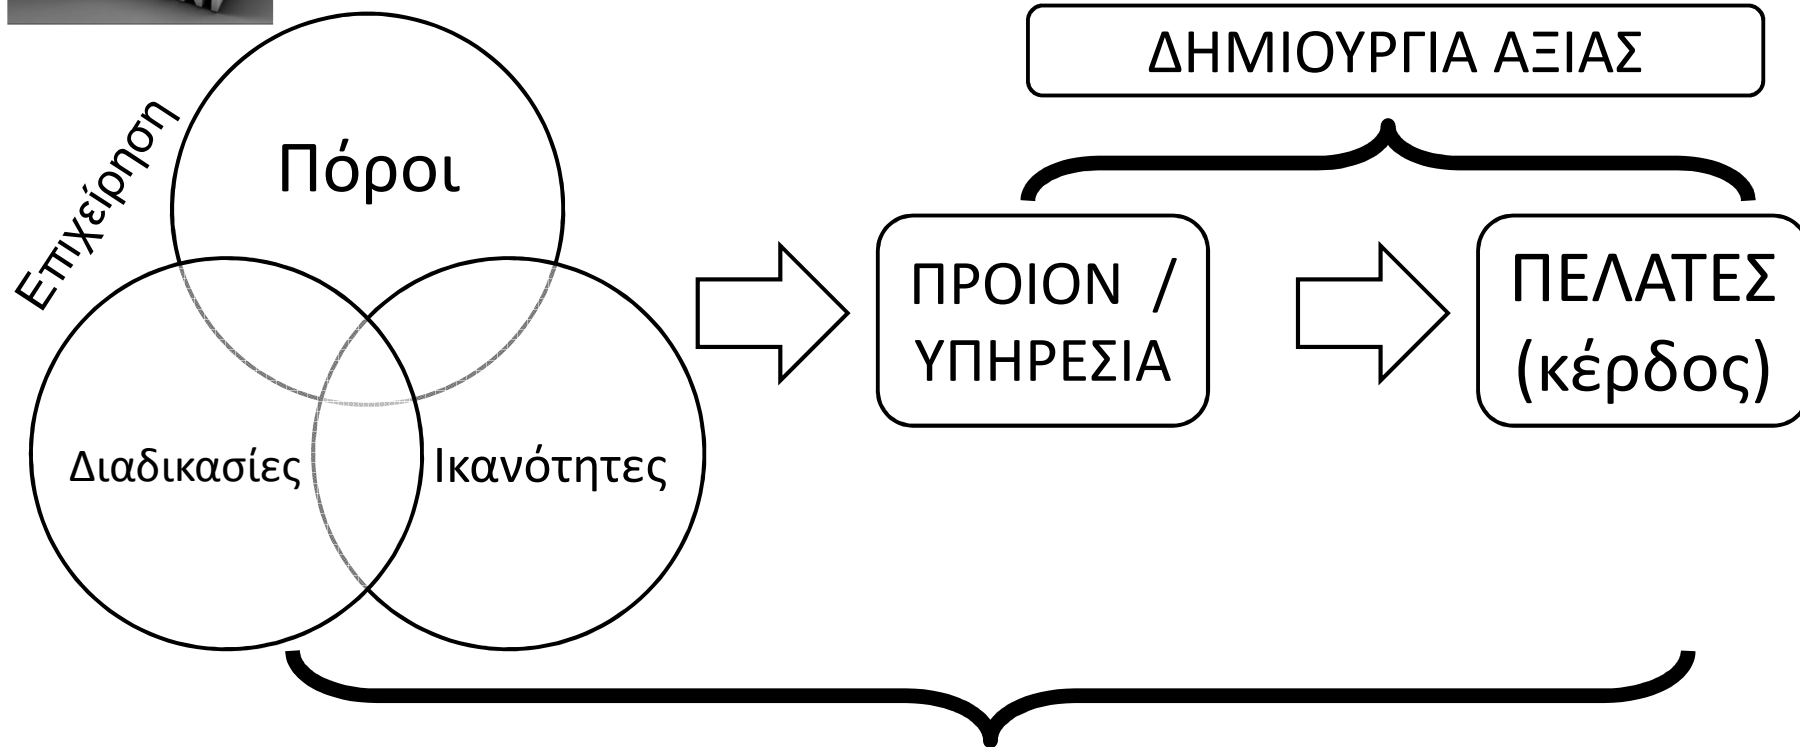 ΔΗΜΙΟΥΡΓΙΑ ΑΞΙΑΣ
Επιχείρηση
Πόροι
Διαδικασίες
Ικανότητες
ΠΡΟΙΟΝ /
ΥΠΗΡΕΣΙΑ
ΠΕΛΑΤΕΣ
(κέρδος)